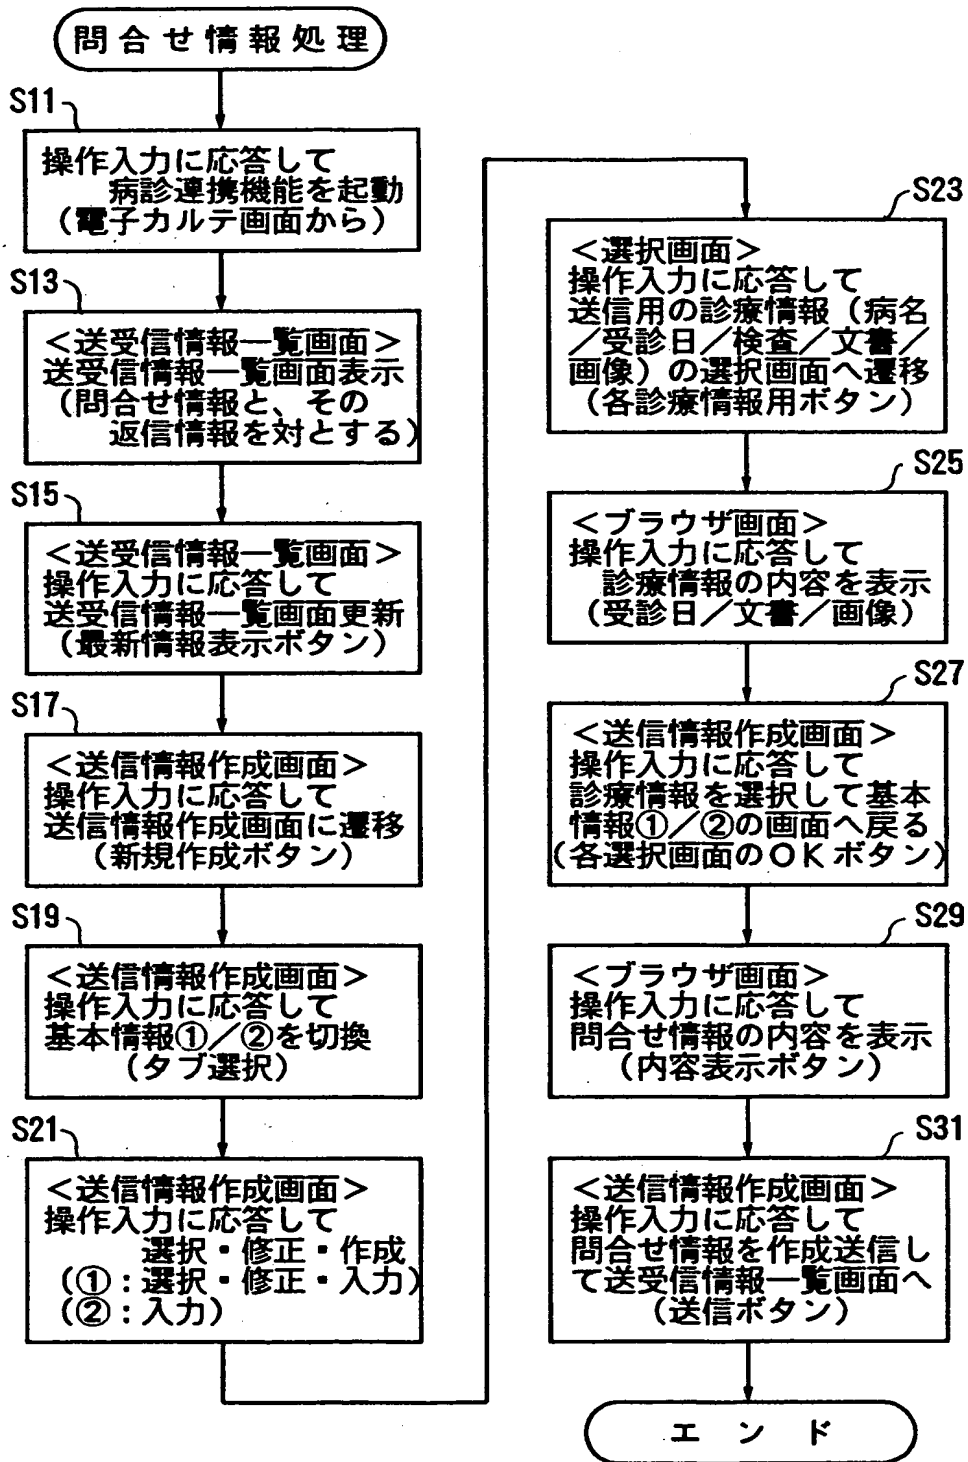 問合せ情報処理
S11
操作入力に応答して
病診連携機能を起動
(電子カルテ画面から)
S13
<送受信情報一覧画面>
送受信情報一覧画面表示
(問合せ情報と、その
返信情報を対とする)
S15
<送受信情報一覧画面>
操作入力に応答して
送受信情報一覧画面更新
(最新情報表示ボタン)
S17
<送信情報作成画面>
操作入力に応答して
送信情報作成画面に遷移
(新規作成ボタン)
S19
<送信情報作成画面>
操作入力に応答して
基本情報①/②を切換
(タブ選択)
S21
<送信情報作成画面>
操作入力に応答して
選択・修正・作成
(①:選択・修正・入力)
(②:入力)
S23
<選択画面>
操作入力に応答して
送信用の診療情報(病名
/受診日/検査/文書/
画像)の選択画面へ遷移
(各診療情報用ボタン)
S25
<ブラウザ画面>
操作入力に応答して
診療情報の内容を表示
(受診日/文書/画像)
S27
<送信情報作成画面>
操作入力に応答して
診療情報を選択して基本
情報①/②の画面へ戻る
(各選択画面のOKボタン)
S29
<ブラウザ画面>
操作入力に応答して
問合せ情報の内容を表示
(内容表示ボタン)
S31
<送信情報作成画面>
操作入力に応答して
問合せ情報を作成送信し
て送受信情報一覧画面へ
(送信ボタン)
エンド